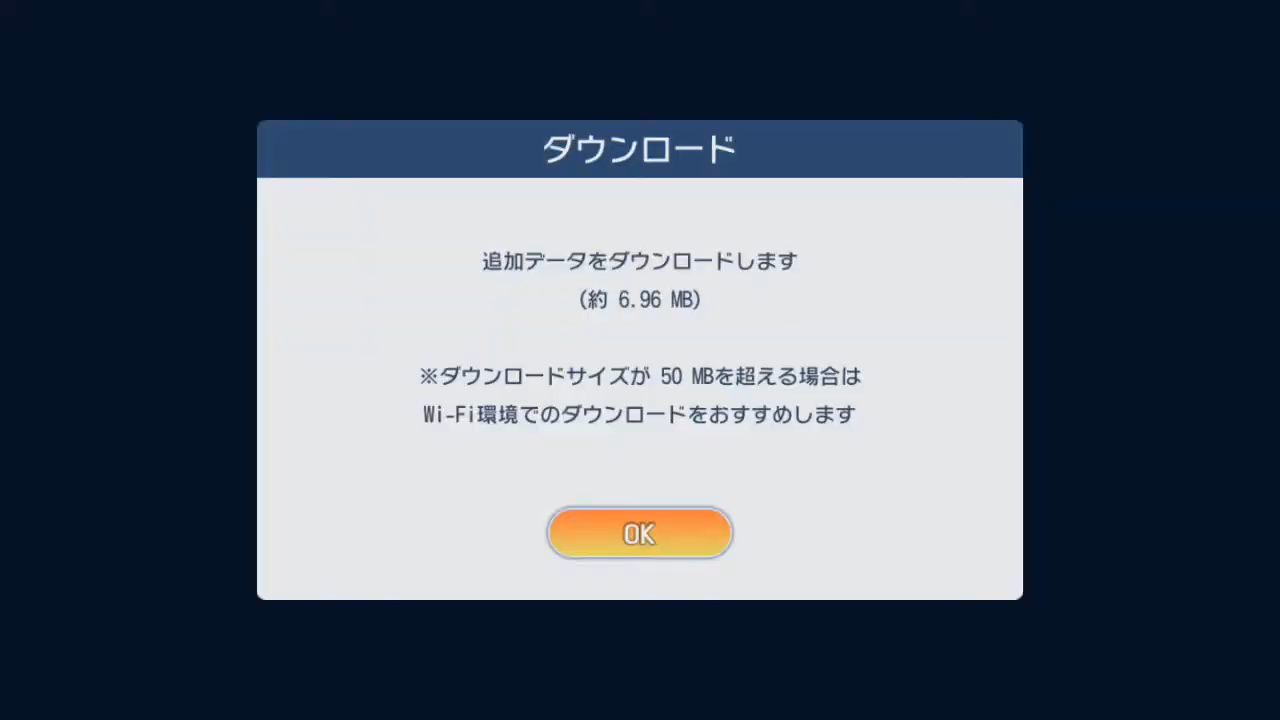 ダウンロード
追加データをダウンロードします
(約 6.96 MB)
※ダウンロードサイズが 50 MBを超える場合は
Wi-Fi環境でのダウンロードをおすすめします
OK